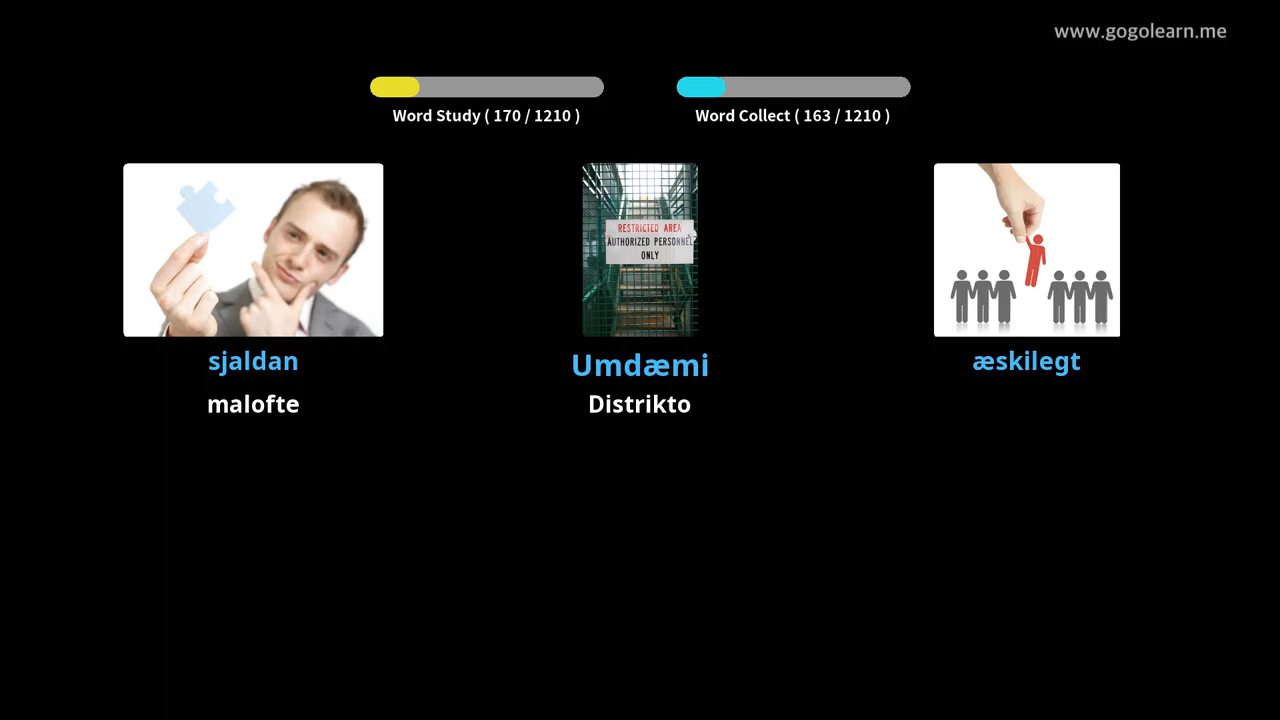 www.gogolearn.me
Word Study ( 170 / 1210 )
Word Collect ( 163 / 1210 )
RESTRICTED AREA
AUTHORIZED PERSONNEL
ONLY
sjaldan
Umdæmi
æskilegt
malofte
Distrikto